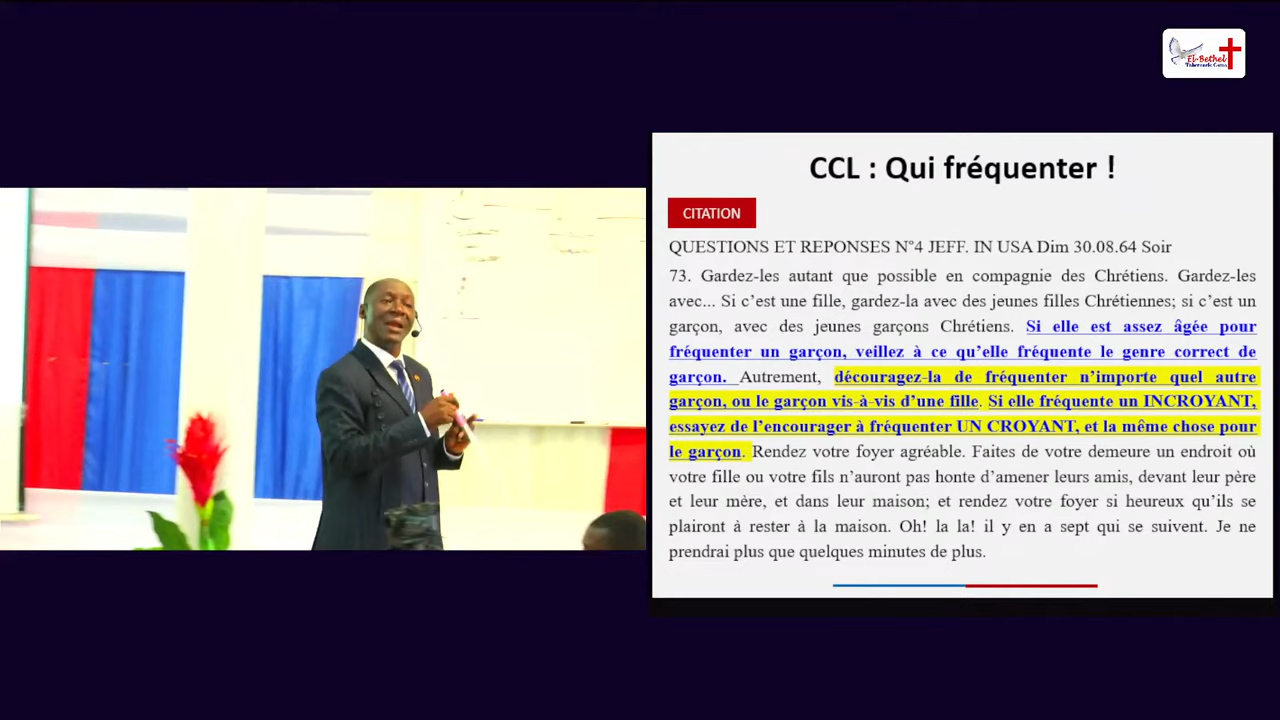 El-Bethel
Tabernacle Coma
CCL : Qui fréquenter !
CITATION
QUESTIONS ET REPONSES N°4 JEFF. IN USA Dim 30.08.64 Soir
73. Gardez-les autant que possible en compagnie des Chrétiens. Gardez-les
avec... Si c’est une fille, gardez-la avec des jeunes filles Chrétiennes; si c’est un
garçon, avec des jeunes garçons Chrétiens. Si elle est assez âgée pour
fréquenter un garçon, veillez à ce qu’elle fréquente le genre correct de
garçon. Autrement, découragez-la de fréquenter n’importe quel autre
garçon, ou le garçon vis-à-vis d’une fille. Si elle fréquente un INCROYANT,
essayez de l’encourager à fréquenter UN CROYANT, et la même chose pour
le garçon. Rendez votre foyer agréable. Faites de votre demeure un endroit où
votre fille ou votre fils n’auront pas honte d’amener leurs amis, devant leur père
et leur mère, et dans leur maison; et rendez votre foyer si heureux qu’ils se
plairont à rester à la maison. Oh! la la! il y en a sept qui se suivent. Je ne
prendrai plus que quelques minutes de plus.